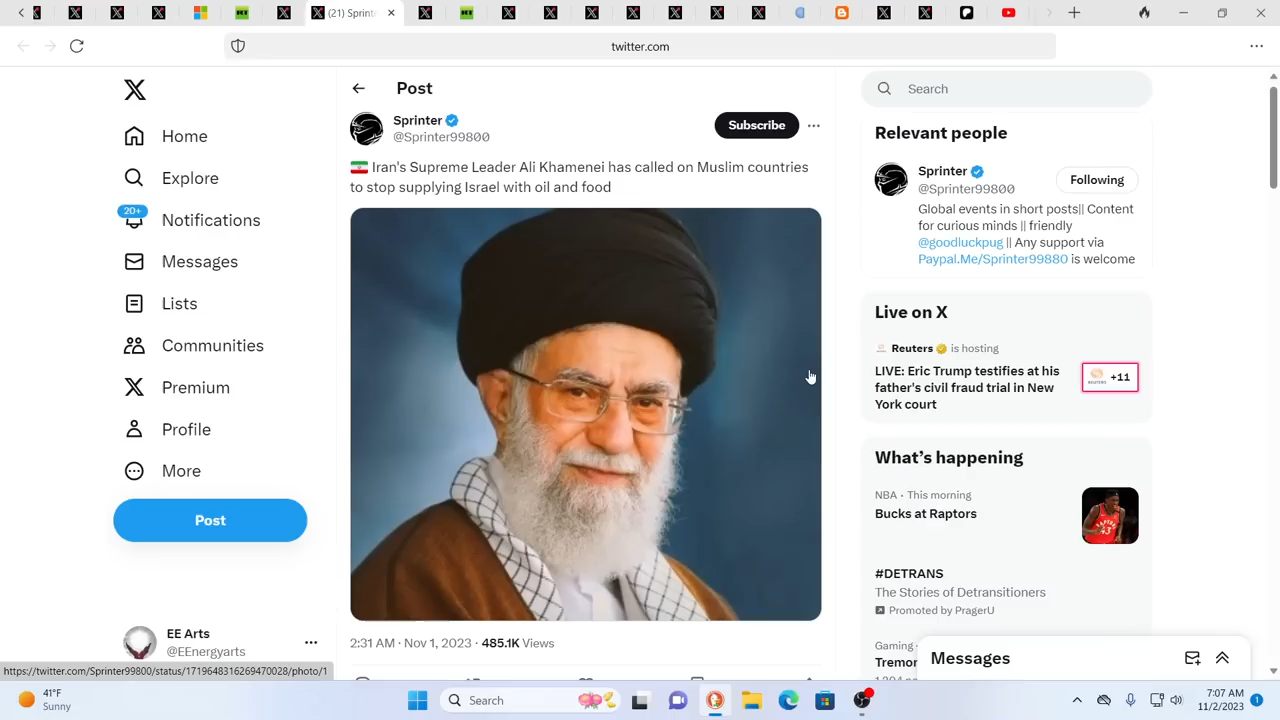 (21) Sprint
twitter.com
Post
Search
Sprinter
@Sprinter99800
Subscribe
Iran's Supreme Leader Ali Khamenei has called on Muslim countries
to stop supplying Israel with oil and food
2:31 AM · Nov 1, 2023 · 485.1K Views
Home
Explore
20+
Notifications
Messages
Lists
Communities
Premium
Profile
More
Post
EE Arts
@EEnergyarts
Relevant people
Sprinter
@Sprinter99800
Following
Global events in short posts|| Content
for curious minds || friendly
@goodluckpug || Any support via
Paypal.Me/Sprinter99880 is welcome
Live on X
Reuters is hosting
LIVE: Eric Trump testifies at his
father's civil fraud trial in New
York court
REUTERS
+11
What's happening
NBA · This morning
Bucks at Raptors
#DETRANS
The Stories of Detransitioners
Promoted by PragerU
Gaming ·
Tremor
Messages
https://twitter.com/Sprinter99800/status/1719648316269470028/photo/1
41°F
Sunny
Search
7:07 AM
11/2/2023